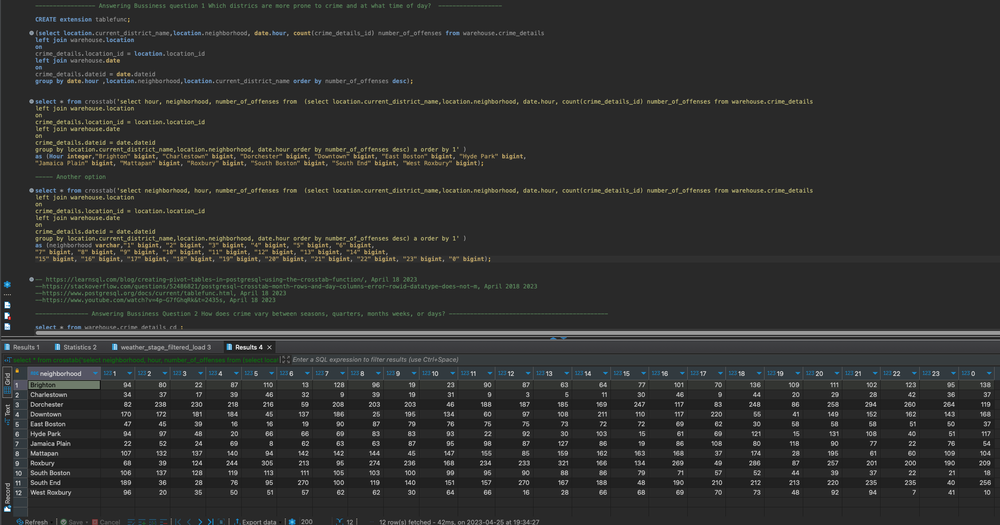 ----------------- Answering Bussiness question 1 Which districs are more prone to crime and at what time of day?  ------------------
CREATE extension tablefunc;
(select location.current_district_name,location.neighborhood, date.hour, count(crime_details_id) number_of_offenses from warehouse.crime_details
left join warehouse.location
on
crime_details.location_id = location.location_id
left join warehouse.date
on
crime_details.dateid = date.dateid
group by date.hour ,location.neighborhood,location.current_district_name order by number_of_offenses desc);
select * from crosstab('select hour, neighborhood, number_of_offenses from  (select location.current_district_name,location.neighborhood, date.hour, count(crime_details_id) number_of_offenses from warehouse.crime_details
left join warehouse.location
on
crime_details.location_id = location.location_id
left join warehouse.date
on
crime_details.dateid = date.dateid
group by location.current_district_name,location.neighborhood, date.hour order by number_of_offenses desc) a order by 1' )
as (Hour integer,"Brighton" bigint, "Charlestown" bigint, "Dorchester" bigint, "Downtown" bigint, "East Boston" bigint, "Hyde Park" bigint,
"Jamaica Plain" bigint, "Mattapan" bigint, "Roxbury" bigint, "South Boston" bigint, "South End" bigint, "West Roxbury" bigint);
----- Another option
select * from crosstab('select neighborhood, hour, number_of_offenses from  (select location.current_district_name,location.neighborhood, date.hour, count(crime_details_id) number_of_offenses from warehouse.crime_details
left join warehouse.location
on
crime_details.location_id = location.location_id
left join warehouse.date
on
crime_details.dateid = date.dateid
group by location.current_district_name,location.neighborhood, date.hour order by number_of_offenses desc) a order by 1' )
as (neighborhood varchar,"1" bigint, "2" bigint, "3" bigint, "4" bigint, "5" bigint, "6" bigint,
"7" bigint, "8" bigint, "9" bigint, "10" bigint, "11" bigint, "12" bigint, "13" bigint, "14" bigint,
"15" bigint, "16" bigint, "17" bigint, "18" bigint, "19" bigint, "20" bigint, "21" bigint, "22" bigint, "23" bigint, "0" bigint);
-- https://learnsql.com/blog/creating-pivot-tables-in-postgresql-using-the-crosstab-function/, April 18 2023
--https://stackoverflow.com/questions/52486821/postgresql-crosstab-month-rows-and-day-columns-error-rowid-datatype-does-not-m, April 2018 2023
--https://www.postgresql.org/docs/current/tablefunc.html, April 18 2023
--https://www.youtube.com/watch?v=4p-G7fGhqRk&t=2435s, April 18 2023
--------------- Answering Bussiness Question 2 How does crime vary between seasons, quarters, months weeks, or days? ---------------------------------------------
select * from warehouse.crime_details cd ;
Results 1 Statistics 2 weather_stage_filtered_load 3 Results 4
select * from crosstab('select neighborhood, hour, number_of_offenses from (select locat Enter a SQL expression to filter results (use Ctrl+Space)
Grid
Text
Record
ABC neighborhood 123 1 123 2 123 3 123 4 123 5 123 6 123 7 123 8 123 9 123 10 123 11 123 12 123 13 123 14 123 15 123 16 123 17 123 18 123 19 123 20 123 21 123 22 123 23 123 0
1 Brighton 94 80 22 87 110 13 128 96 19 23 90 87 63 64 77 101 70 136 109 111 102 123 95 138
2 Charlestown 34 37 17 39 46 32 9 39 19 31 9 3 5 11 30 46 9 44 20 29 28 42 36 37
3 Dorchester 82 238 230 218 216 59 208 203 203 46 188 187 185 169 247 117 83 248 86 258 294 260 264 119
4 Downtown 170 172 181 184 45 137 186 25 195 134 60 97 108 211 110 117 220 55 41 149 152 162 143 168
5 East Boston 47 45 39 16 16 19 90 87 79 76 75 75 73 72 72 69 62 30 58 58 58 51 50 37
6 Hyde Park 94 97 48 20 66 66 69 83 83 93 22 92 30 103 15 61 69 121 15 131 108 40 51 117
7 Jamaica Plain 22 52 24 69 8 62 63 63 87 95 98 87 127 86 19 86 108 80 118 90 77 22 76 54
8 Mattapan 107 132 137 140 94 142 142 144 45 147 155 85 159 162 163 168 37 174 28 195 61 60 109 104
9 Roxbury 68 39 124 244 305 213 95 274 236 168 234 233 321 166 134 269 49 286 87 257 201 200 190 209
10 South Boston 106 137 128 119 113 111 105 103 100 99 95 90 88 86 79 71 57 52 44 39 37 22 21 18
11 South End 189 36 28 76 95 270 100 119 140 151 157 270 167 188 48 190 210 212 213 220 235 235 40 256
12 West Roxbury 96 20 35 50 51 57 62 62 30 64 66 16 28 66 68 69 70 73 48 92 94 7 41 10
Refresh Save Cancel Export data 200 12 12 row(s) fetched - 42ms, on 2023-04-25 at 19:34:27